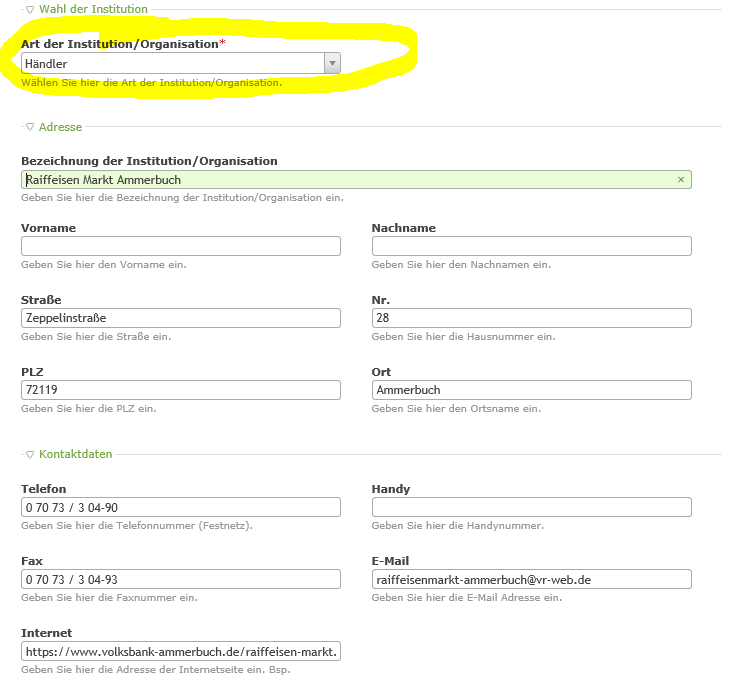 Wahl der Institution
Art der Institution/Organisation*
Händler
Wählen Sie hier die Art der Institution/Organisation.
Adresse
Bezeichnung der Institution/Organisation
Raiffeisen Markt Ammerbuch
Geben Sie hier die Bezeichnung der Institution/Organisation ein.
Vorname Nachname
Geben Sie hier den Vorname ein. Geben Sie hier den Nachnamen ein.
Straße Nr.
Zeppelinstraße 28
Geben Sie hier die Straße ein. Geben Sie hier die Hausnummer ein.
PLZ Ort
72119 Ammerbuch
Geben Sie hier die PLZ ein. Geben Sie hier den Ortsname ein.
Kontaktdaten
Telefon Handy
0 70 73 / 3 04-90
Geben Sie hier die Telefonnummer (Festnetz). Geben Sie hier die Handynummer.
Fax E-Mail
0 70 73 / 3 04-93 raiffeisenmarkt-ammerbuch@vr-web.de
Geben Sie hier die Faxnummer ein. Geben Sie hier die E-Mail Adresse ein.
Internet
https://www.volksbank-ammerbuch.de/raiffeisen-markt.
Geben Sie hier die Adresse der Internetseite ein. Bsp.